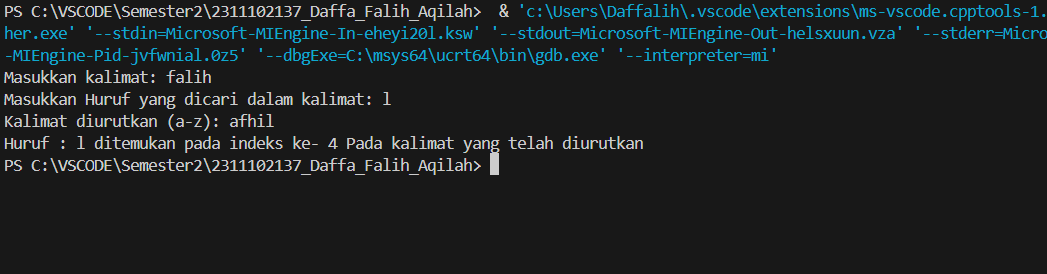 PS C:\VSCODE\Semester2\2311102137_Daffa_Falih_Aqilah>  & 'c:\Users\Daffalih\.vscode\extensions\ms-vscode.cpptools-1.
her.exe' '--stdin=Microsoft-MIEngine-In-eheyi20l.ksw' '--stdout=Microsoft-MIEngine-Out-helsxuun.vza' '--stderr=Micro
-MIEngine-Pid-jvfwnial.0z5' '--dbgExe=C:\msys64\ucrt64\bin\gdb.exe' '--interpreter=mi'
Masukkan kalimat: falih
Masukkan Huruf yang dicari dalam kalimat: l
Kalimat diurutkan (a-z): afhil
Huruf : l ditemukan pada indeks ke- 4 Pada kalimat yang telah diurutkan
PS C:\VSCODE\Semester2\2311102137_Daffa_Falih_Aqilah>